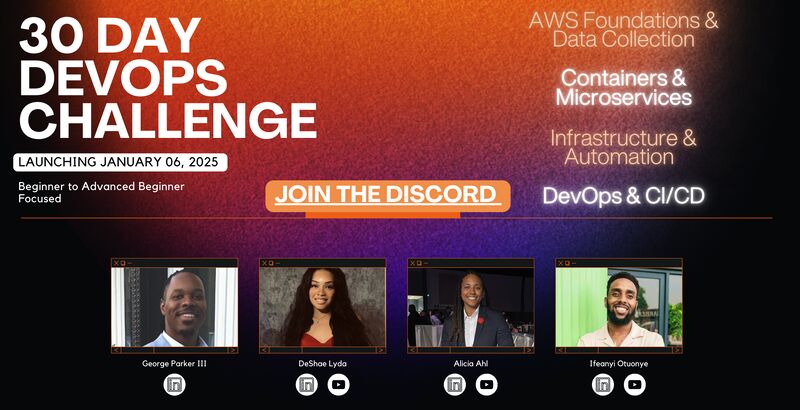 30 DAY
DEVOPS
CHALLENGE
LAUNCHING JANUARY 06, 2025
Beginner to Advanced Beginner
Focused
JOIN THE DISCORD
AWS Foundations &
Data Collection
Containers &
Microservices
Infrastructure &
Automation
DevOps & CI/CD
George Parker III
DeShae Lyda
Alicia Ahl
Ifeanyi Otuonye